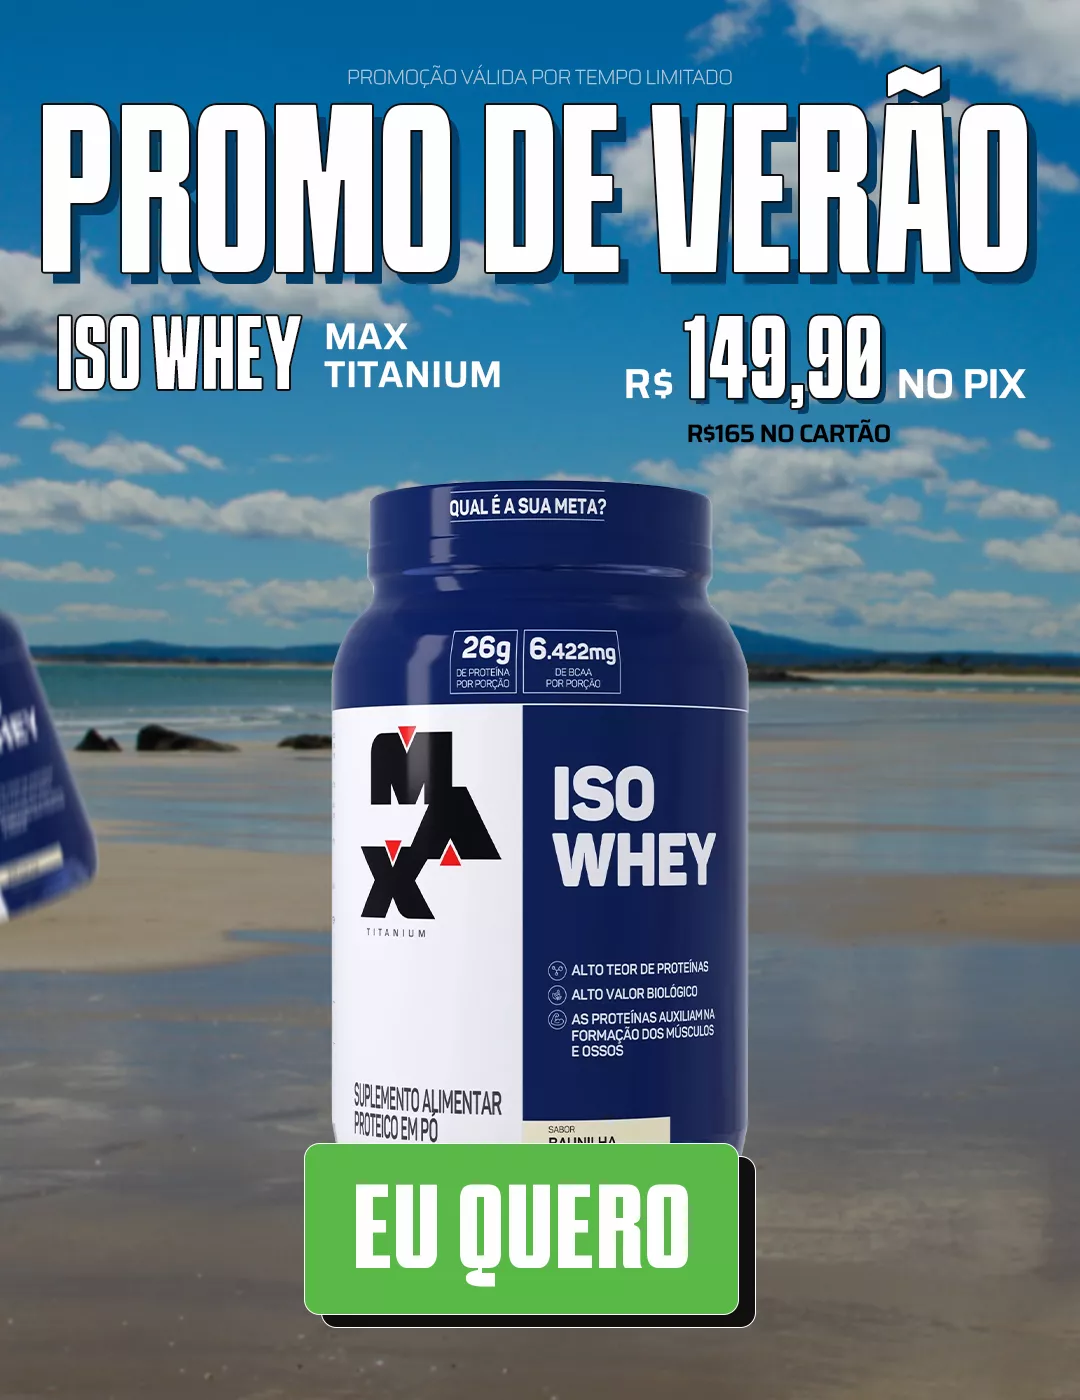 PROMOÇÃO VÁLIDA POR TEMPO LIMITADO
PROMO DE VERÃO
ISO WHEY
MAX
TITANIUM
R$ 149,90 NO PIX
R$165 NO CARTÃO
QUAL É A SUA META?
26g
DE PROTEÍNA
POR PORÇÃO
6.422mg
DE BCAA
POR PORÇÃO
MAX
TITANIUM
ISO
WHEY
ALTO TEOR DE PROTEÍNAS
ALTO VALOR BIOLÓGICO
AS PROTEÍNAS AUXILIAM NA
FORMAÇÃO DOS MÚSCULOS
E OSSOS
SUPLEMENTO ALIMENTAR
PROTEICO EM PÓ
SABOR
BAUNILHA
EU QUERO